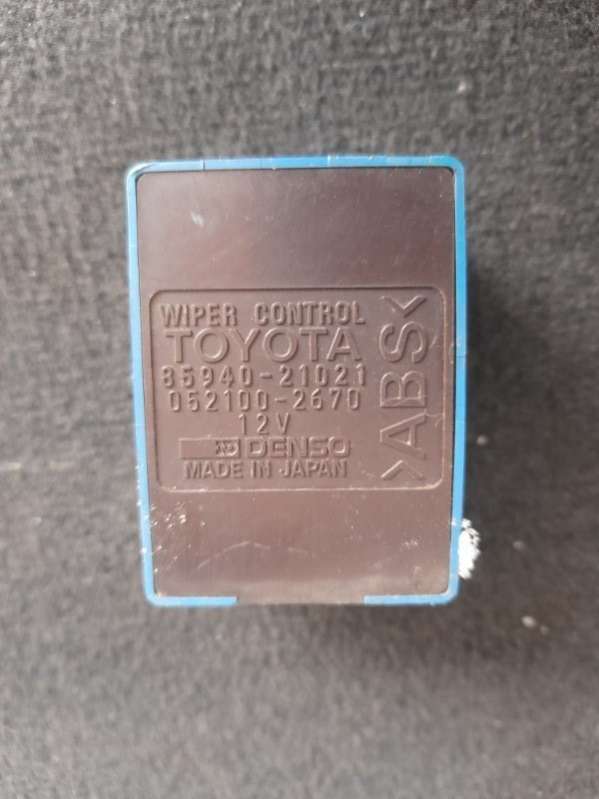 WIPER CONTROL
TOYOTA
85940-21021
052100-2670
12V
DENSO
MADE IN JAPAN
>ABS<